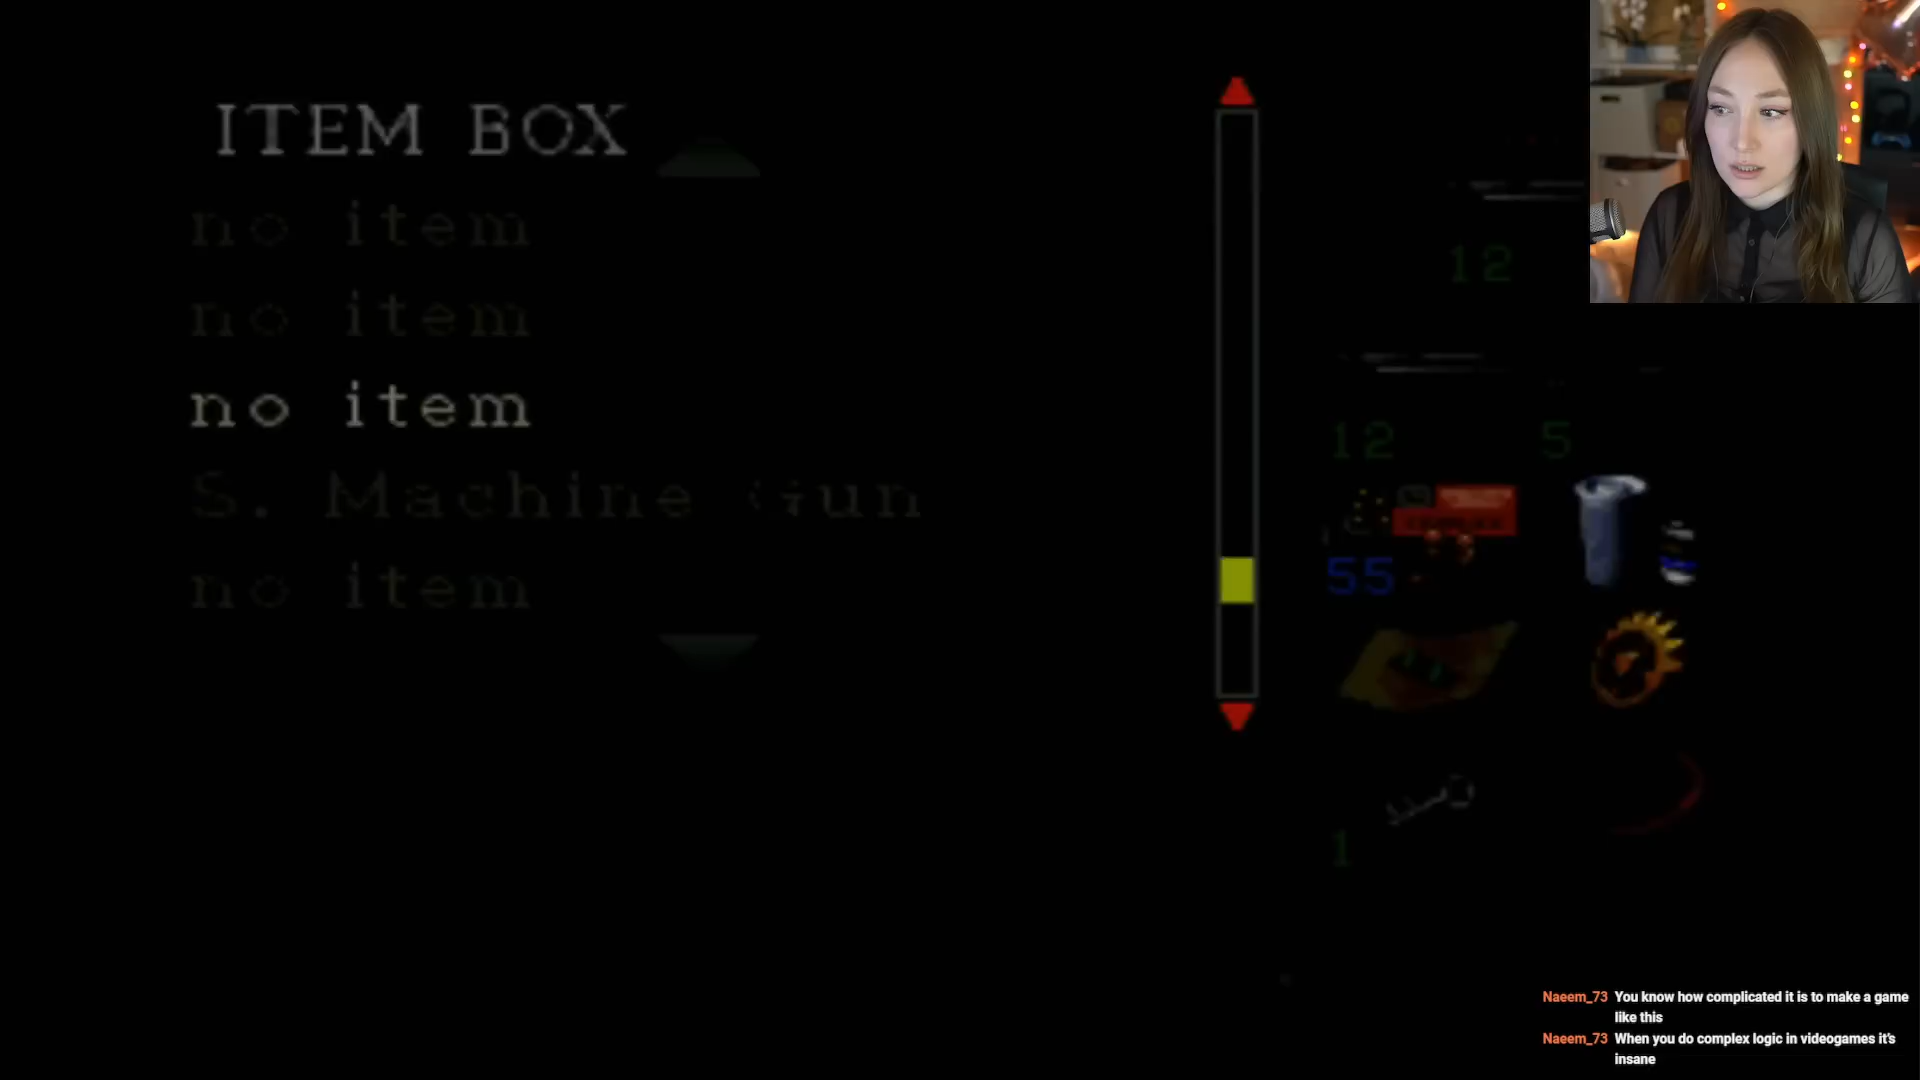 ITEM BOX
no item
no item
no item
S. Machine Gun
no item
12
12
5
55
1
Naeem_73 You know how complicated it is to make a game
like this
Naeem_73 When you do complex logic in videogames it's
insane